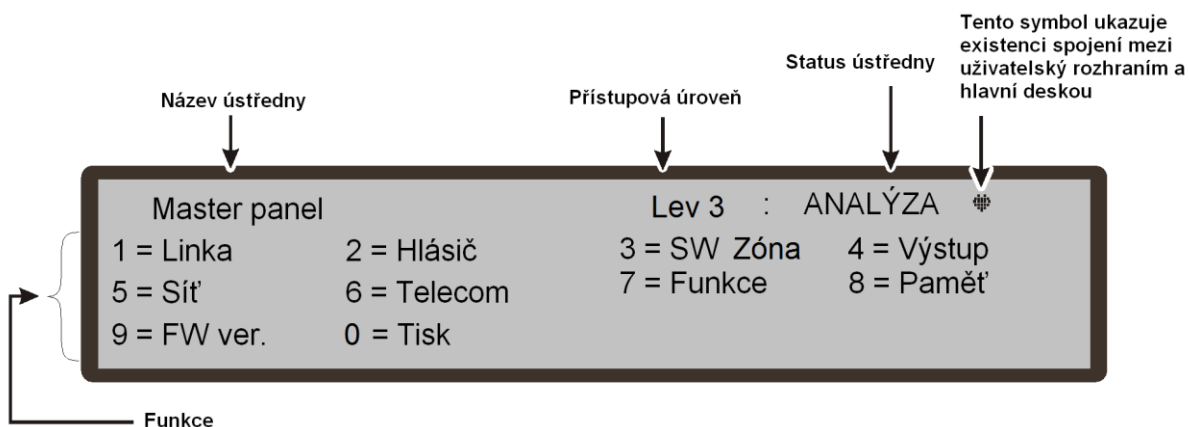 Tento symbol ukazuje
existenci spojení mezi
uživatelský rozhraním a
hlavní deskou
Status ústředny
Přístupová úroveň
Název ústředny
Master panel Lev 3 : ANALÝZA
1 = Linka 2 = Hlásič 3 = SW Zóna 4 = Výstup
5 = Síť 6 = Telecom 7 = Funkce 8 = Paměť
9 = FW ver. 0 = Tisk
Funkce